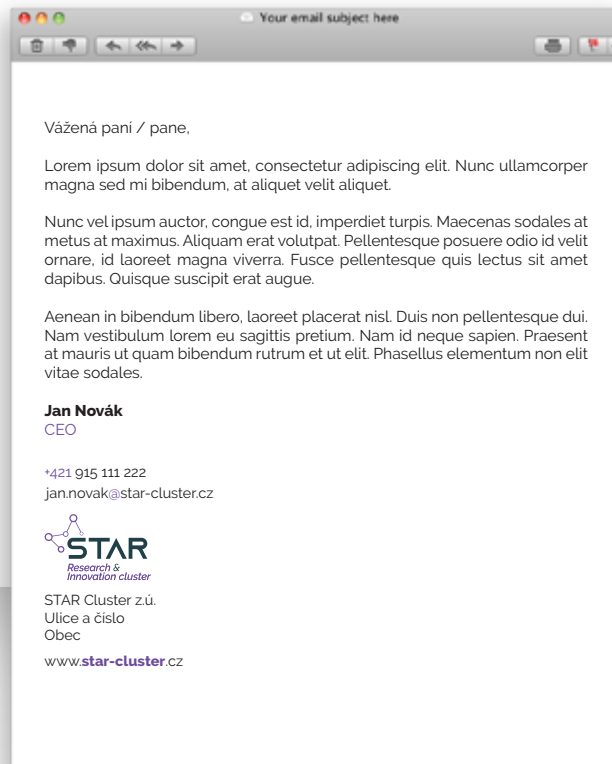 Your email subject here
Vážená paní / pane,
Lorem ipsum dolor sit amet, consectetur adipiscing elit. Nunc ullamcorper
magna sed mi bibendum, at aliquet velit aliquet.
Nunc vel ipsum auctor, congue est id, imperdiet turpis. Maecenas sodales at
metus at maximus. Aliquam erat volutpat. Pellentesque posuere odio id velit
ornare, id laoreet magna viverra. Fusce pellentesque quis lectus sit amet
dapibus. Quisque suscipit erat augue.
Aenean in bibendum libero, laoreet placerat nisl. Duis non pellentesque dui.
Nam vestibulum lorem eu sagittis pretium. Nam id neque sapien. Praesent
at mauris ut quam bibendum rutrum et ut elit. Phasellus elementum non elit
vitae sodales.
Jan Novák
CEO
+421 915 111 222
jan.novak@star-cluster.cz
STAR
Research &
Innovation cluster
STAR Cluster z.ú.
Ulice a číslo
Obec
www.star-cluster.cz